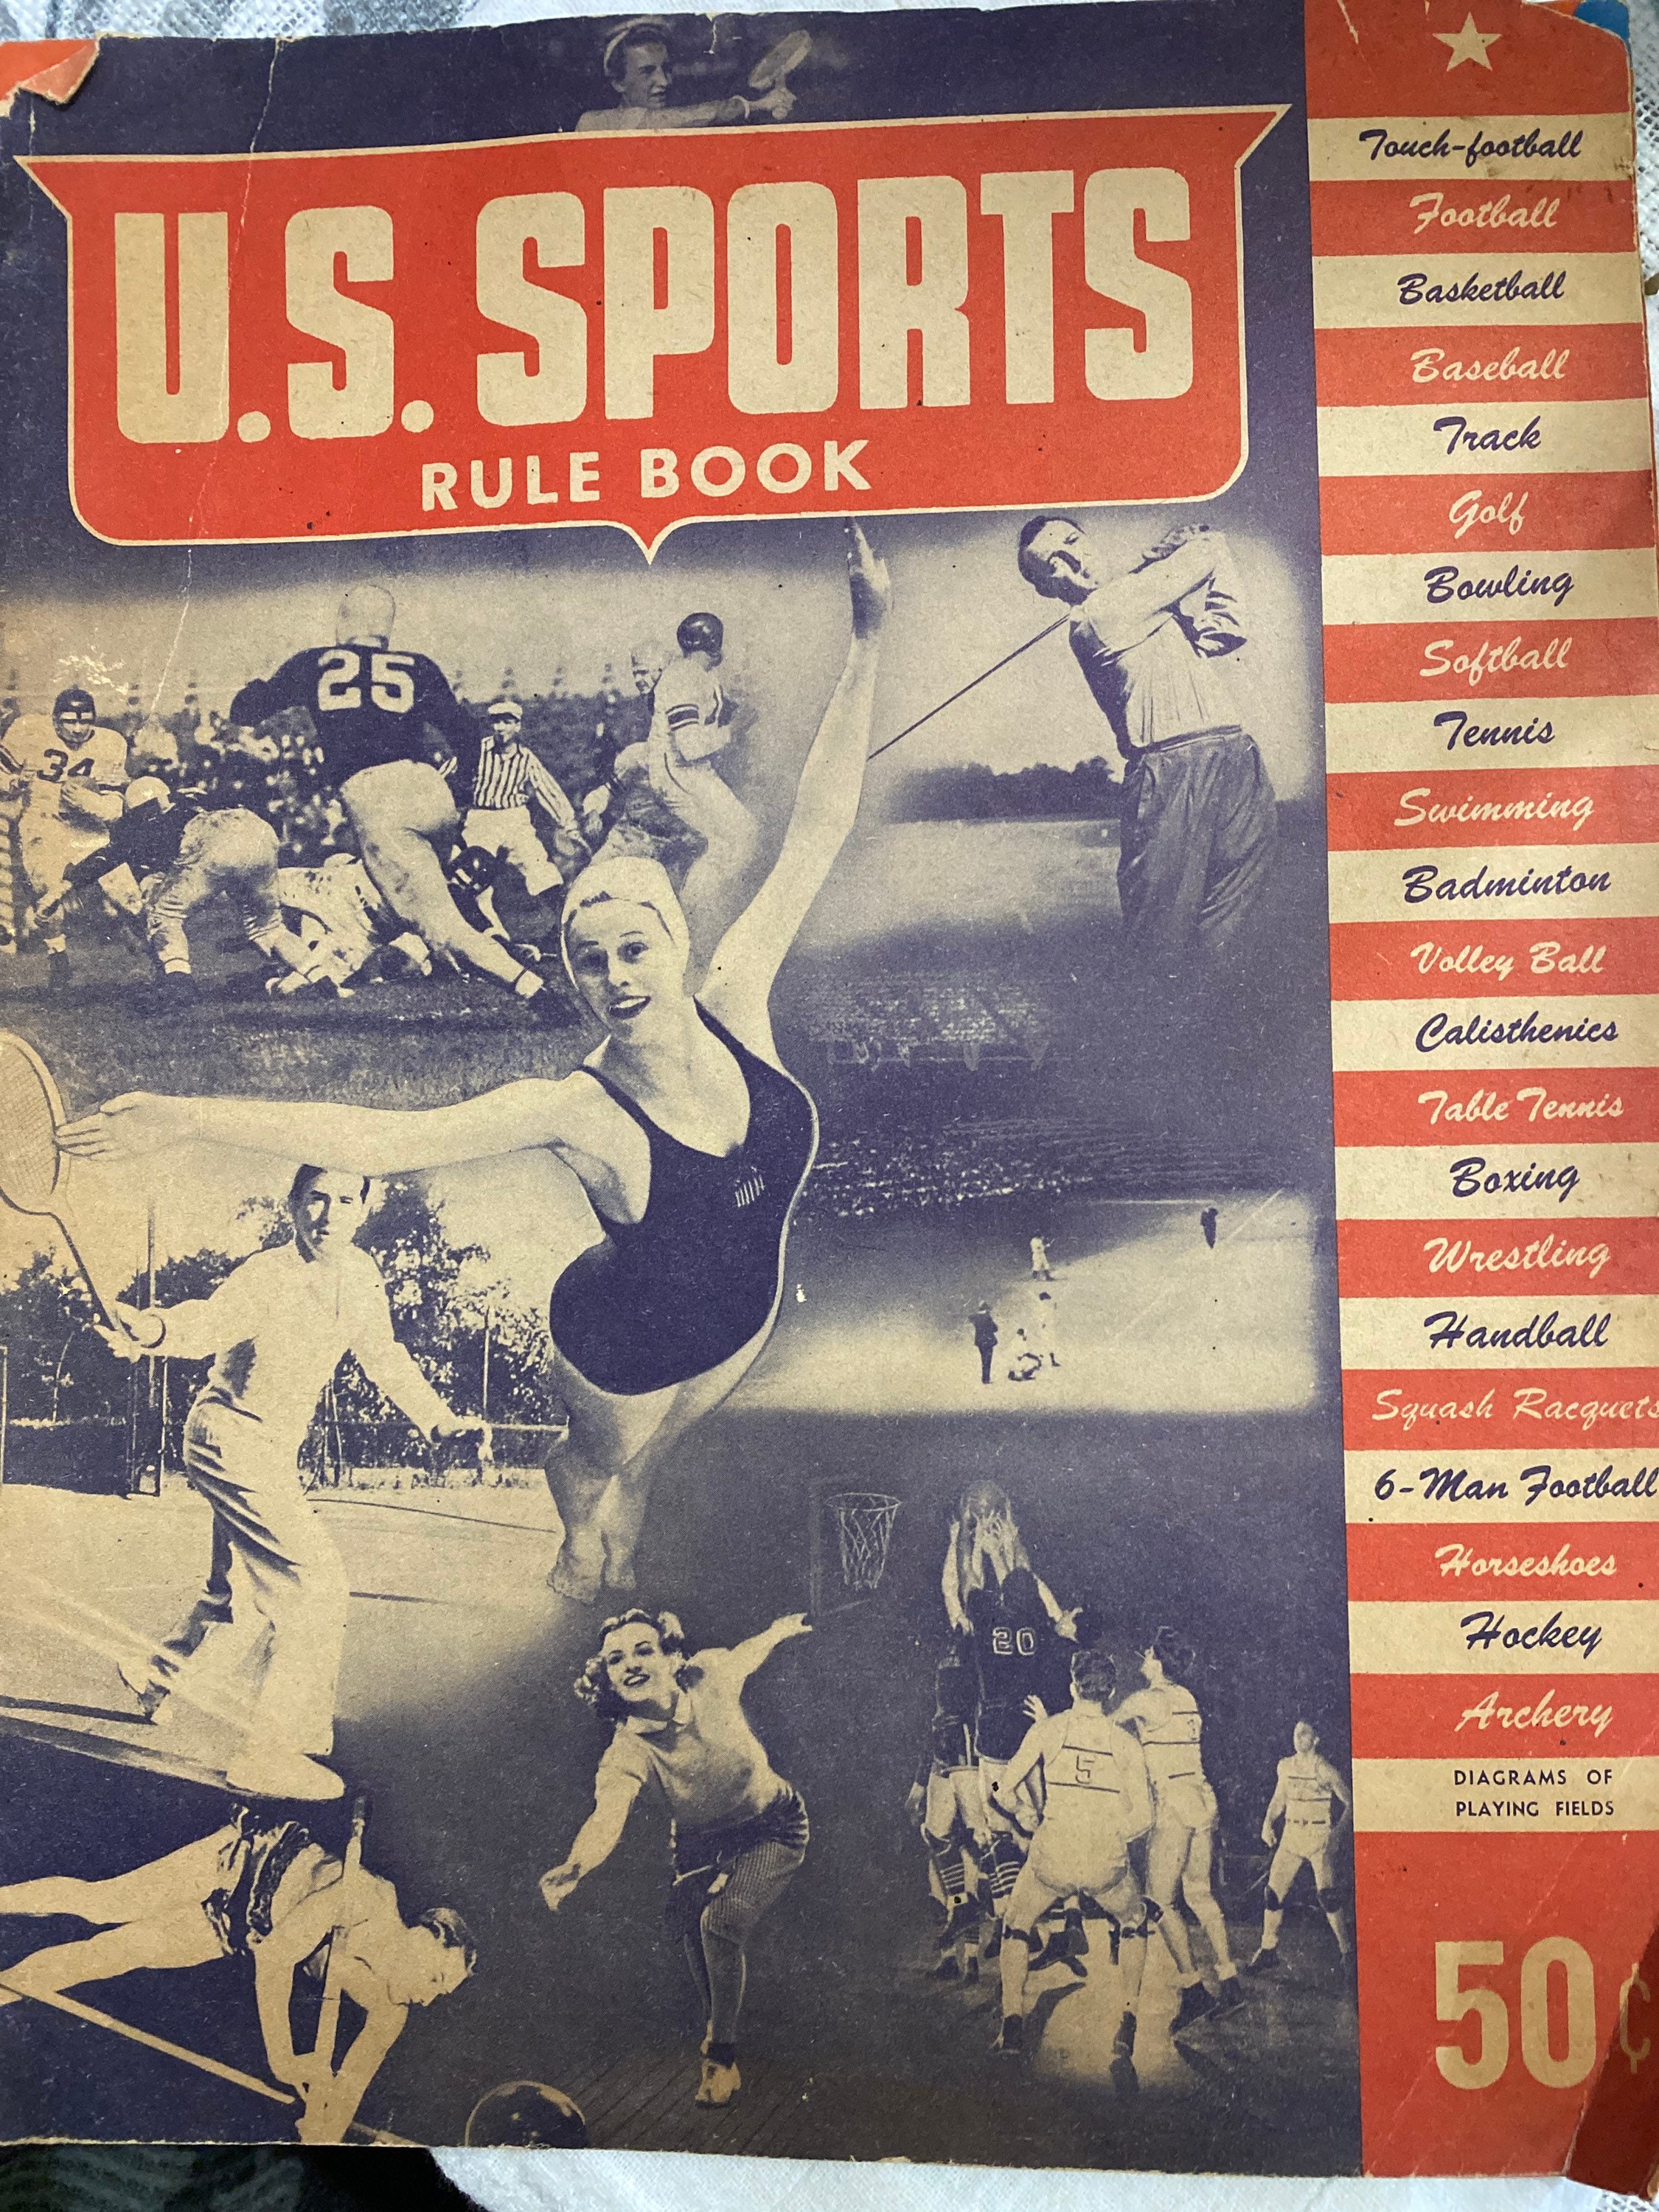 U.S. SPORTS
RULE BOOK
25
34
20
5
Touch-football
Football
Basketball
Baseball
Track
Golf
Bowling
Softball
Tennis
Swimming
Badminton
Volley Ball
Calisthenics
Table Tennis
Boxing
Wrestling
Handball
Squash Racquets
6-Man Football
Horseshoes
Hockey
Archery
DIAGRAMS OF
PLAYING FIELDS
50¢